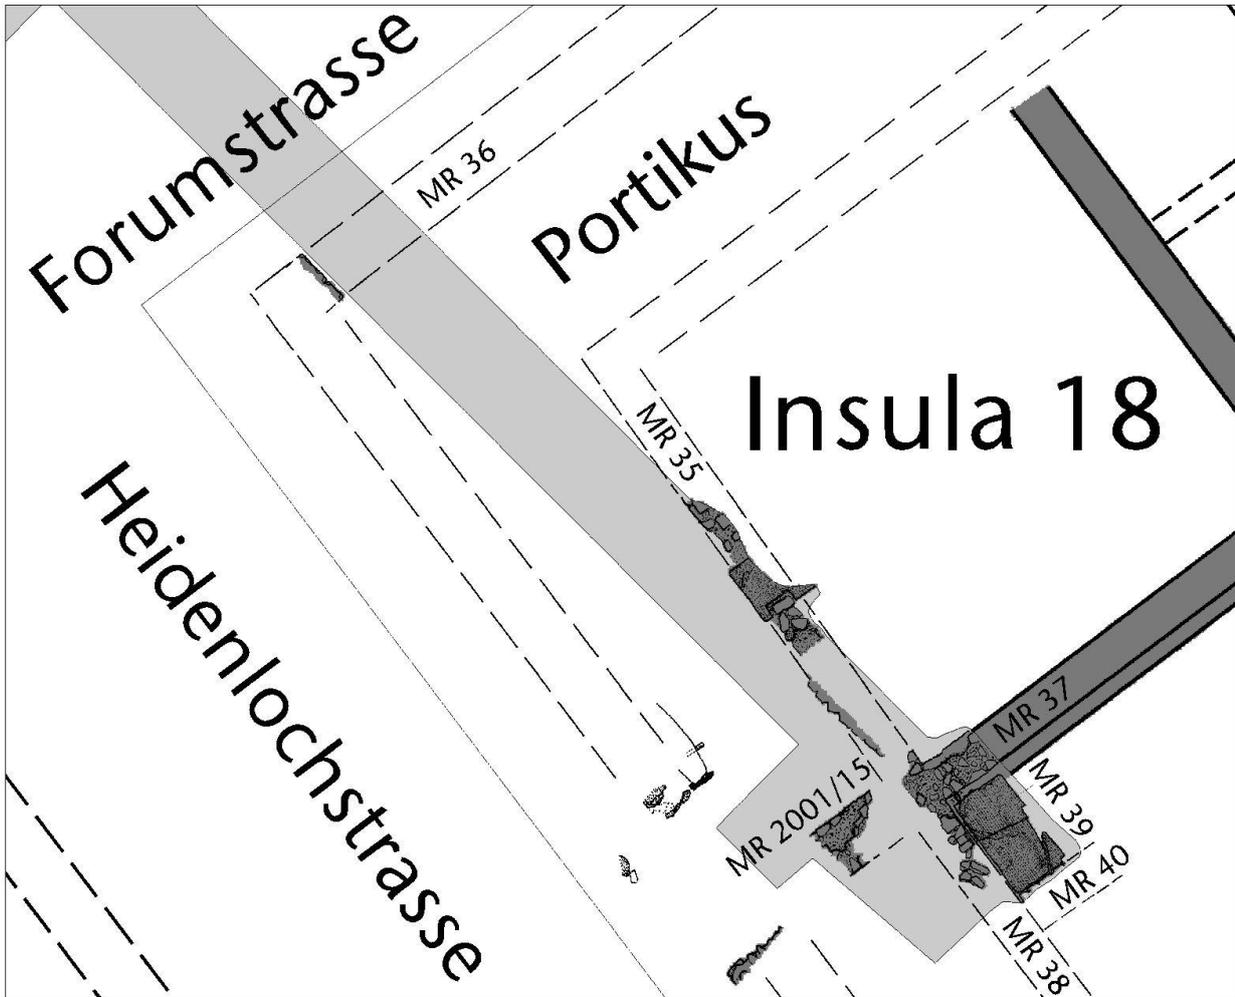 Forumstrasse
MR 36
Portikus
Insula 18
MR 35
Heidenlochstrasse
MR 37
MR 2001/15
MR 39
MR 40
MR 38